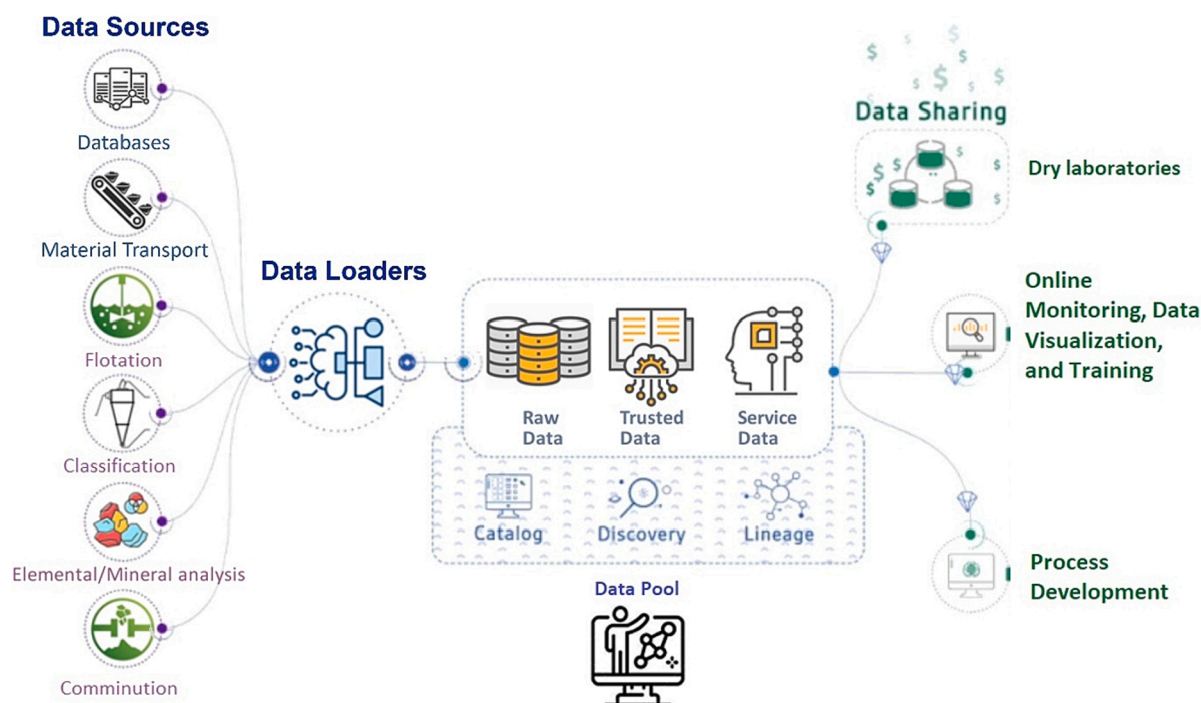 Data Sources
Databases
Material Transport
Flotation
Classification
Elemental/Mineral analysis
Comminution
Data Loaders
Raw
Data
Trusted
Data
Service
Data
Catalog
Discovery
Lineage
Data Pool
Data Sharing
Dry laboratories
Online
Monitoring, Data
Visualization,
and Training
Process
Development